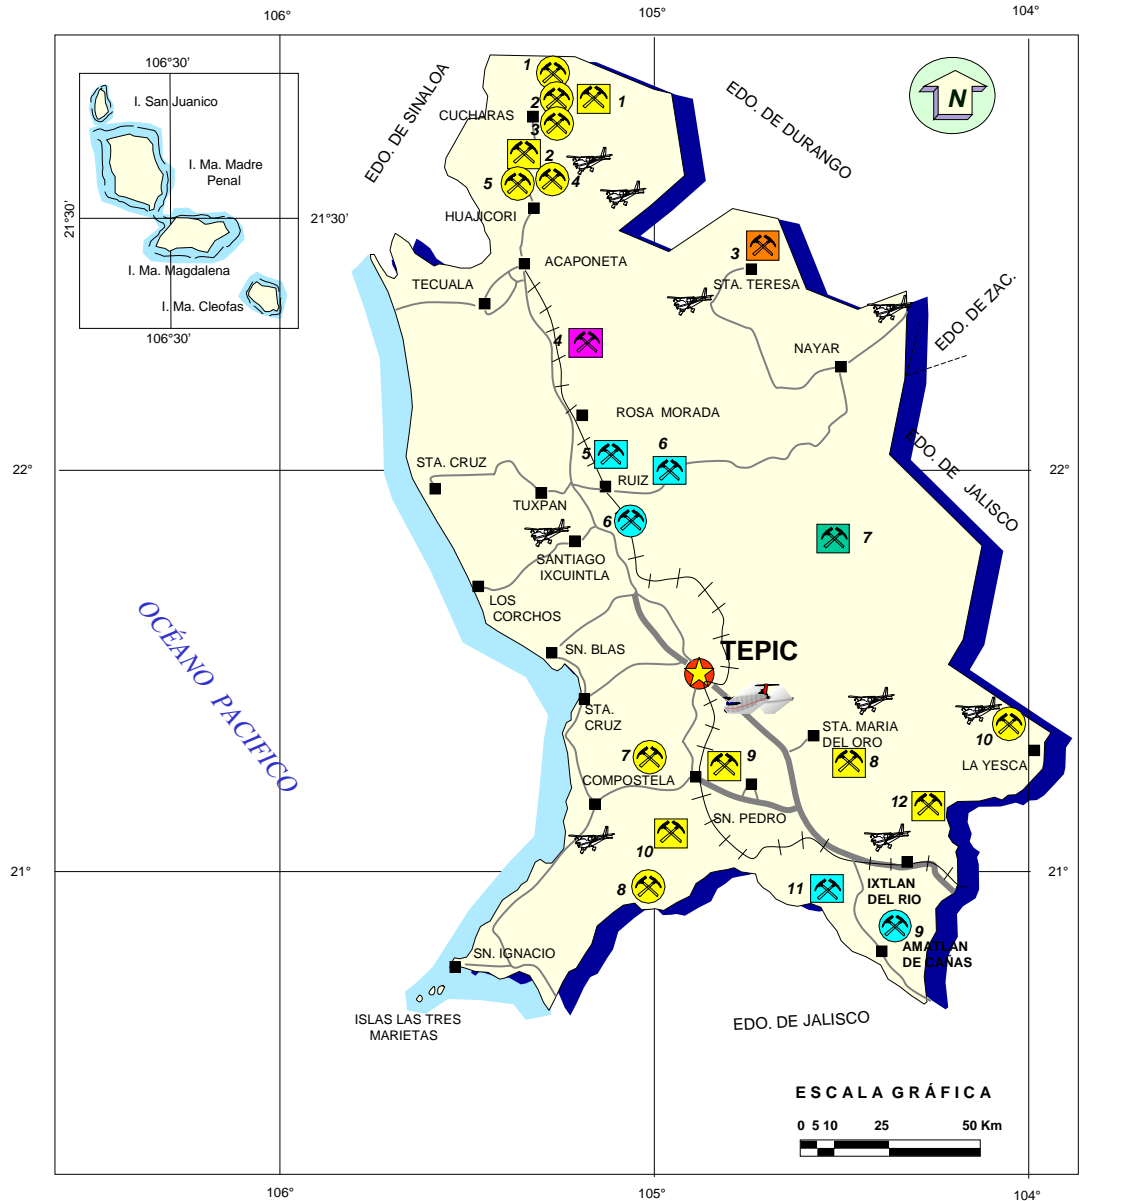 106°
105°
104°
106°30'
I. San Juanico
I. Ma. Madre
Penal
21°30'
21°30'
I. Ma. Magdalena
I. Ma. Cleofas
106°30'
EDO. DE SINALOA
EDO. DE DURANGO
N
1
2
1
CUCHARAS
3
2
5
4
HUAJICORI
ACAPONETA
TECUALA
3
STA. TERESA
EDO. DE ZAC.
4
NAYAR
ROSA MORADA
EDO. DE JALISCO
22°
22°
STA. CRUZ
5
6
RUIZ
TUXPAN
6
7
SANTIAGO
IXCUINTLA
LOS
CORCHOS
OCÉANO PACIFICO
SN. BLAS
TEPIC
STA.
CRUZ
STA. MARIA
DEL ORO
10
LA YESCA
7
9
8
COMPOSTELA
12
SN. PEDRO
10
21°
21°
8
11
IXTLAN
DEL RIO
9
AMATLAN
DE CAÑAS
SN. IGNACIO
ISLAS LAS TRES
MARIETAS
EDO. DE JALISCO
ESCALA GRÁFICA
0 5 10 25 50 Km
106°
105°
104°